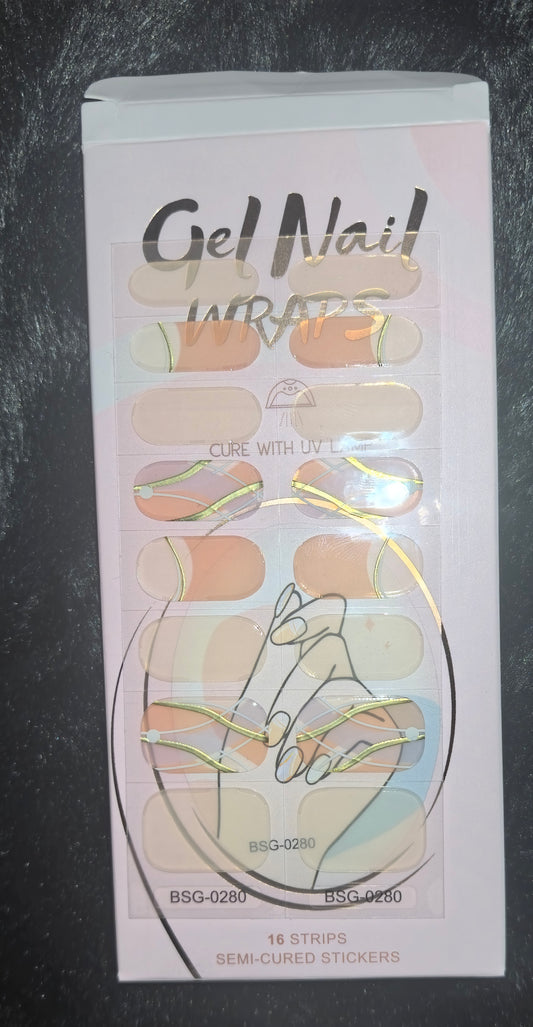 Gel Nail
WRAPS
CURE WITH UV LAMP
BSG-0280
BSG-0280 BSG-0280
16 STRIPS
SEMI-CURED STICKERS